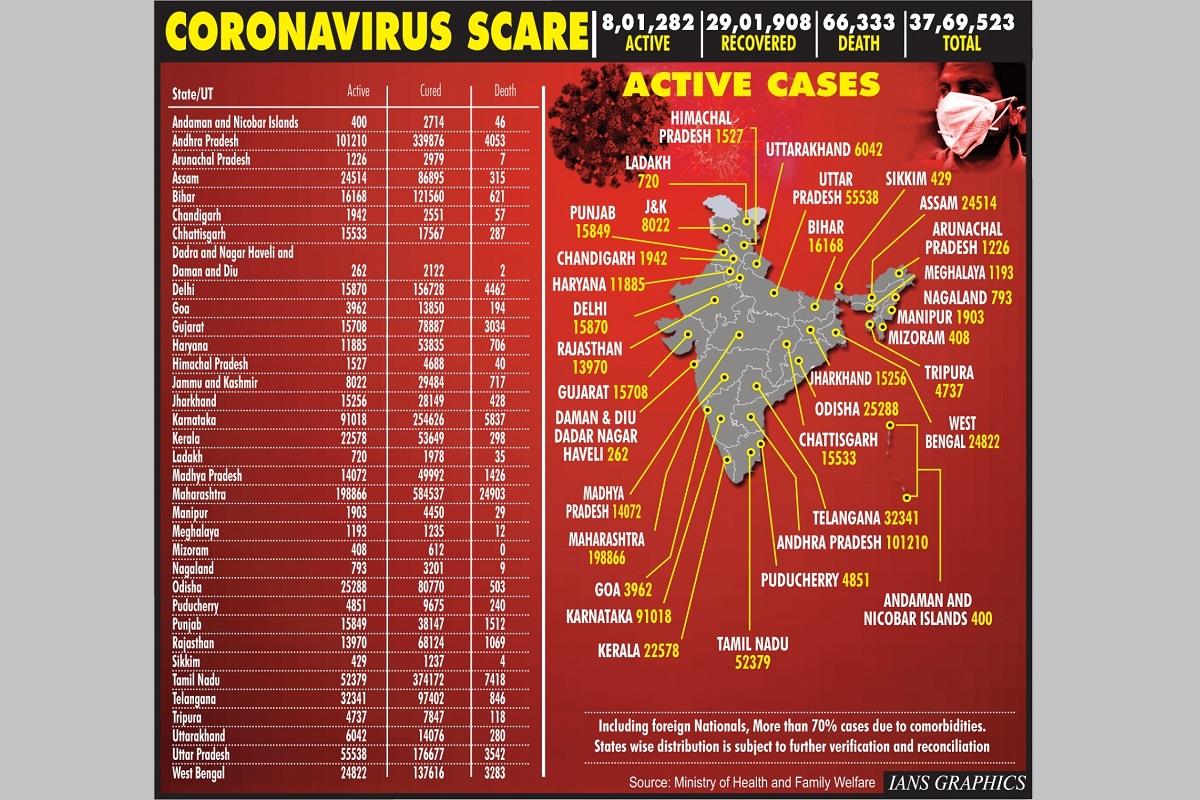 CORONAVIRUS SCARE
8,01,282 ACTIVE
29,01,908 RECOVERED
66,333 DEATH
37,69,523 TOTAL
State/UT Active Cured Death
Andaman and Nicobar Islands 400 2714 46
Andhra Pradesh 101210 339876 4053
Arunachal Pradesh 1226 2979 7
Assam 24514 86895 315
Bihar 16168 121560 621
Chandigarh 1942 2551 57
Chhattisgarh 15533 17567 287
Dadra and Nagar Haveli and
Daman and Diu 262 2122 2
Delhi 15870 156728 4462
Goa 3962 13850 194
Gujarat 15708 78887 3034
Haryana 11885 53835 706
Himachal Pradesh 1527 4688 40
Jammu and Kashmir 8022 29484 717
Jharkhand 15256 28149 428
Karnataka 91018 254626 5837
Kerala 22578 53649 298
Ladakh 720 1978 35
Madhya Pradesh 14072 49992 1426
Maharashtra 198866 584537 24903
Manipur 1903 4450 29
Meghalaya 1193 1235 12
Mizoram 408 612 0
Nagaland 793 3201 9
Odisha 25288 80770 503
Puducherry 4851 9675 240
Punjab 15849 38147 1512
Rajasthan 13970 68124 1069
Sikkim 429 1237 4
Tamil Nadu 52379 374172 7418
Telangana 32341 97402 846
Tripura 4737 7847 118
Uttarakhand 6042 14076 280
Uttar Pradesh 55538 176677 3542
West Bengal 24822 137616 3283
ACTIVE CASES
HIMACHAL
PRADESH 1527
UTTARAKHAND 6042
LADAKH
720
UTTAR
PRADESH 55538
SIKKIM 429
ASSAM 24514
PUNJAB
15849
J&K
8022
BIHAR
16168
ARUNACHAL
PRADESH 1226
CHANDIGARH 1942
MEGHALAYA 1193
HARYANA 11885
NAGALAND 793
DELHI
15870
MANIPUR 1903
MIZORAM 408
RAJASTHAN
13970
JHARKHAND 15256
TRIPURA
4737
GUJARAT 15708
ODISHA 25288
DAMAN & DIU
DADAR NAGAR
HAVELI 262
WEST
BENGAL 24822
CHATTISGARH
15533
MADHYA
PRADESH 14072
TELANGANA 32341
MAHARASHTRA
198866
ANDHRA PRADESH 101210
GOA 3962
PUDUCHERRY 4851
KARNATAKA 91018
ANDAMAN AND
NICOBAR ISLANDS 400
KERALA 22578
TAMIL NADU
52379
Including foreign Nationals, More than 70% cases due to comorbidities.
States wise distribution is subject to further verification and reconciliation
Source: Ministry of Health and Family Welfare
IANS GRAPHICS